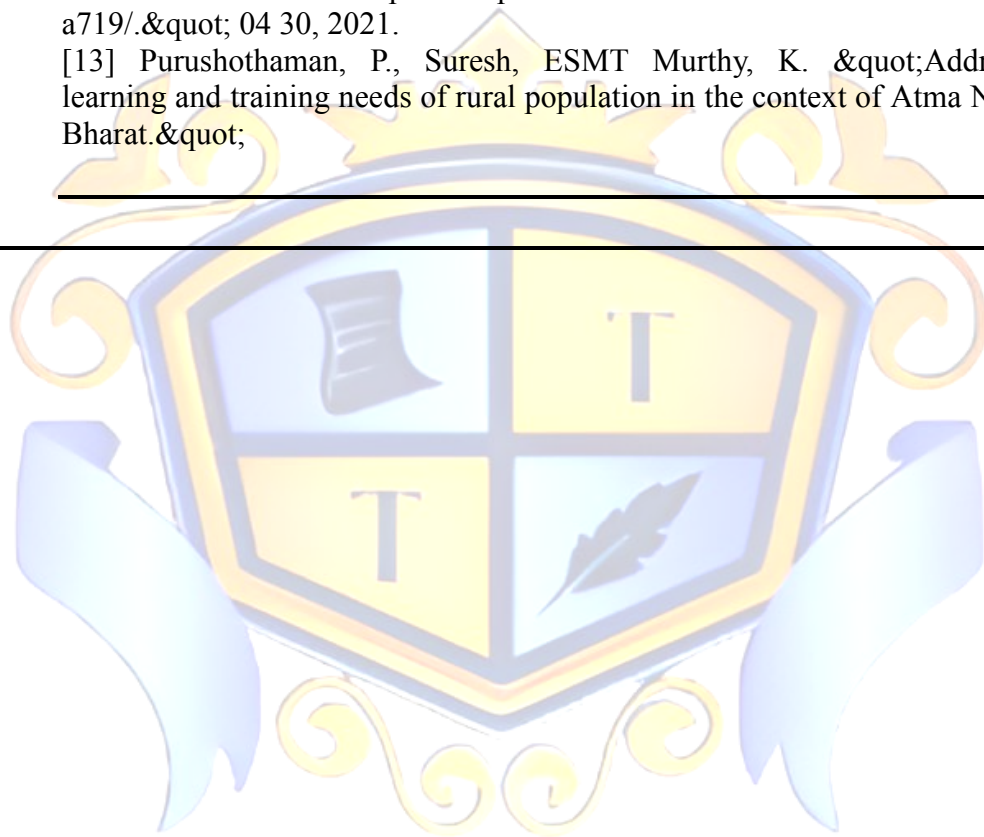 a719/.&quot; 04 30, 2021.
[13] Purushothaman, P., Suresh, ESMT Murthy, K. &quot;Addr
learning and training needs of rural population in the context of Atma N
Bharat.&quot;
T
T